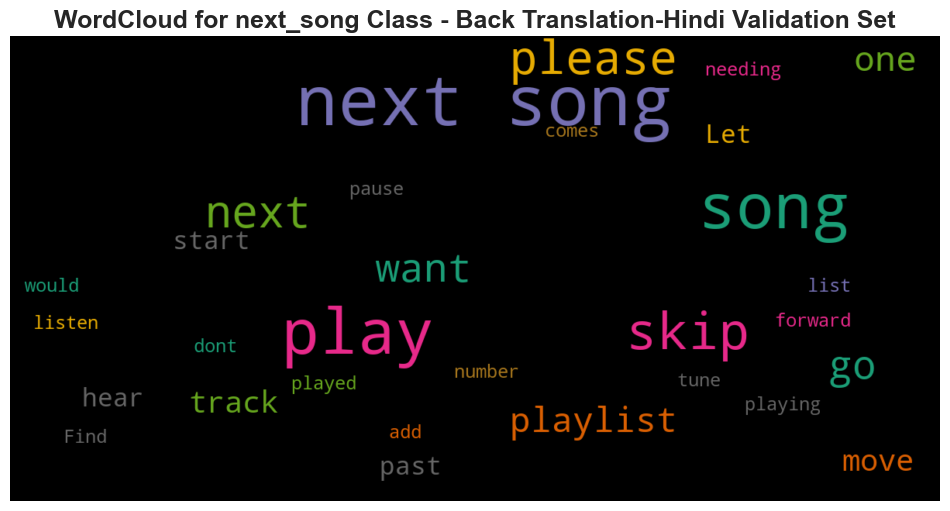 WordCloud for next_song Class - Back Translation-Hindi Validation Set
please
needing
one
next song
comes
Let
pause
next
song
start
want
would
list
listen
play
skip
forward
dont
go
number
played
tune
hear
track
playing
playlist
Find
add
past
move